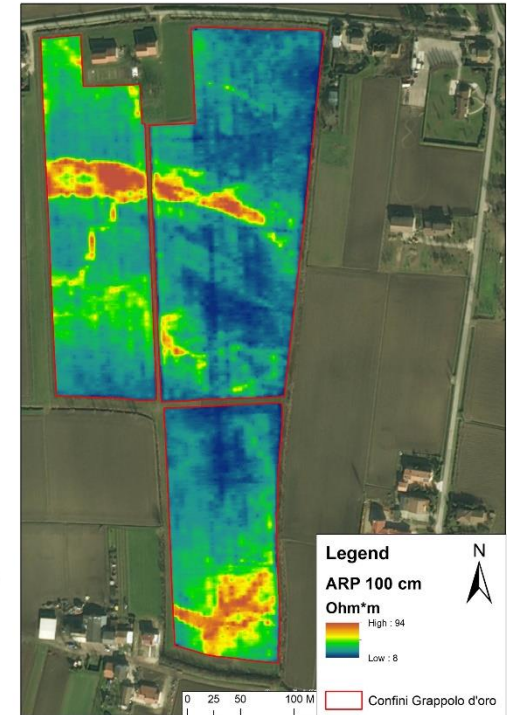 Legend
N
ARP 100 cm
Ohm*m
High : 94
Low : 8
Confini Grappolo d'oro
0 25 50 100 M